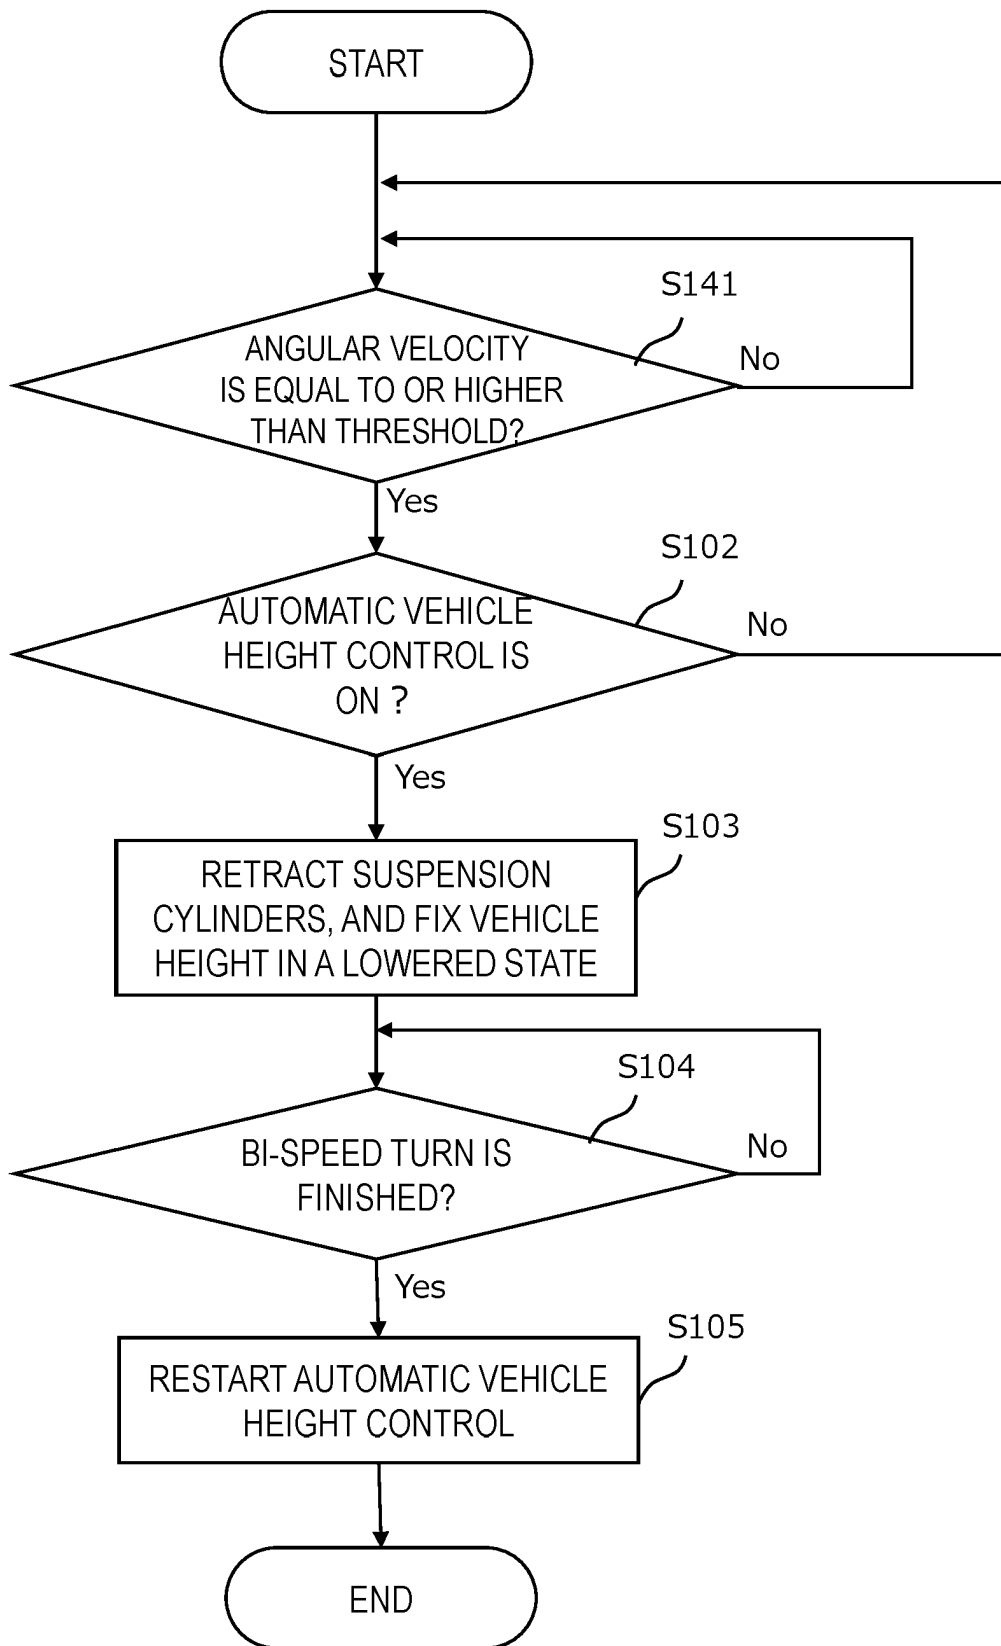 START
S141
ANGULAR VELOCITY
IS EQUAL TO OR HIGHER
THAN THRESHOLD?
No
Yes
S102
AUTOMATIC VEHICLE
HEIGHT CONTROL IS
ON ?
No
Yes
S103
RETRACT SUSPENSION
CYLINDERS, AND FIX VEHICLE
HEIGHT IN A LOWERED STATE
S104
BI-SPEED TURN IS
FINISHED?
No
Yes
S105
RESTART AUTOMATIC VEHICLE
HEIGHT CONTROL
END